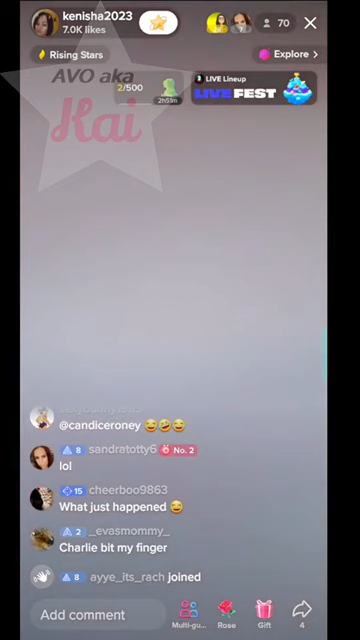 kenisha2023
7.0K likes
70
Rising Stars
Explore >
AVO aka
Hai
2/500
2h51m
LIVE Lineup
LIVE FEST
@candiceroney 😂🤣😂
8 sandratotty6 No. 2
lol
15 cheerboo9863
What just happened 😂
2 _evasmommy_
Charlie bit my finger
8 ayye_its_rach joined
Add comment
Multi-gu...
Rose
Gift
4